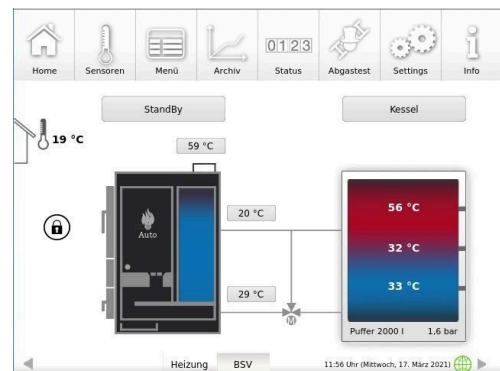 0123
Home Sensoren Menü Archiv Status Abgastest Settings Info
StandBy Kessel
19 °C
59 °C
56 °C
20 °C
Auto
32 °C
33 °C
29 °C
M
Puffer 2000 l 1,6 bar
Heizung BSV 11:56 Uhr (Mittwoch, 17. März 2021)